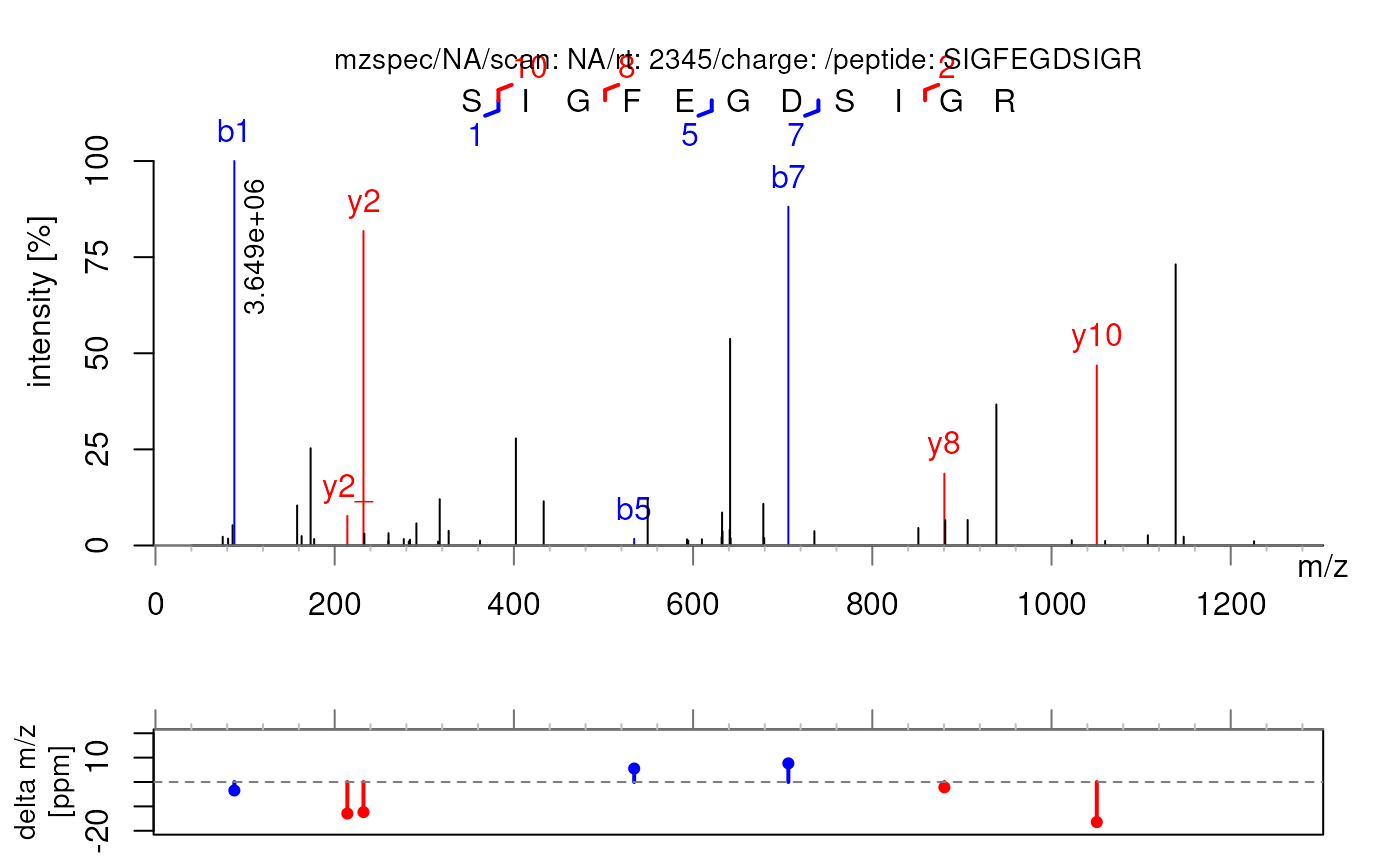 mzspec/NA/scan: NA/rt: 2345/charge: /peptide: SIGFEGDSIGR
10 8 2
S I G F E G D S I G R
1 5 7
b1
b7
y2
3.649e+06
y10
y8
y2
b5
intensity [%]
100
75
50
25
0
m/z
0 200 400 600 800 1000 1200
delta m/z
[ppm]
10
-20